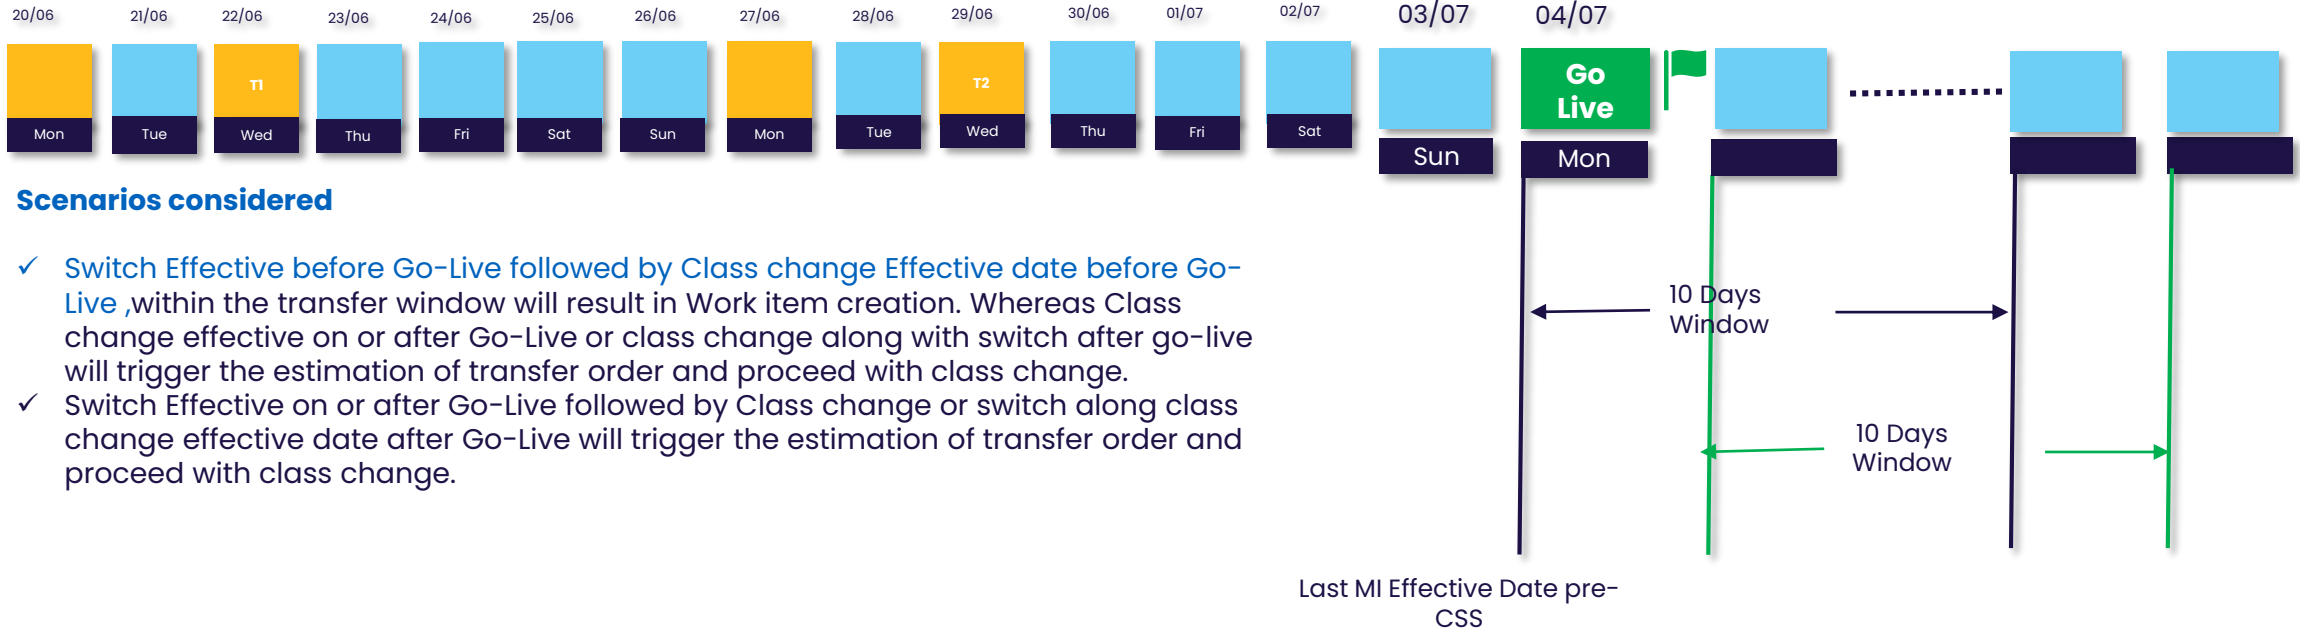 20/06 21/06 22/06 23/06 24/06 25/06 26/06 27/06 28/06 29/06 30/06 01/07 02/07 03/07 04/07
T1 T2 Go
Live
Mon Tue Wed Thu Fri Sat Sun Mon Tue Wed Thu Fri Sat Sun Mon
Scenarios considered
✓ Switch Effective before Go-Live followed by Class change Effective date before Go-
Live ,within the transfer window will result in Work item creation. Whereas Class
change effective on or after Go-Live or class change along with switch after go-live
will trigger the estimation of transfer order and proceed with class change.
✓ Switch Effective on or after Go-Live followed by Class change or switch along class
change effective date after Go-Live will trigger the estimation of transfer order and
proceed with class change.
10 Days
Window
10 Days
Window
Last MI Effective Date pre-
CSS